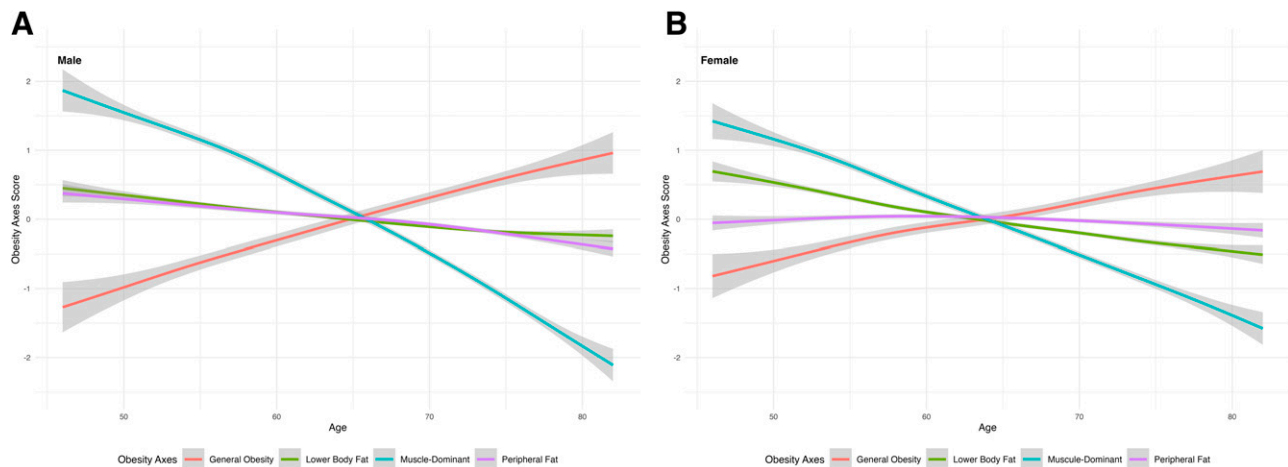 A
Male
Obesity Axes Score
2
1
0
-1
-2
50
60
70
80
Age
Obesity Axes General Obesity Lower Body Fat Muscle-Dominant Peripheral Fat
B
Female
Obesity Axes Score
2
1
0
-1
-2
50
60
70
80
Age
Obesity Axes General Obesity Lower Body Fat Muscle-Dominant Peripheral Fat